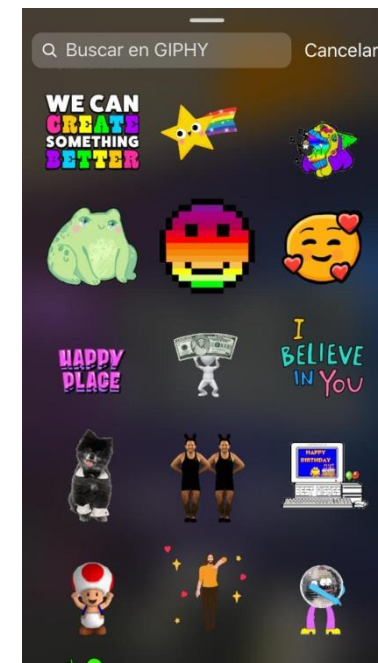 Buscar en GIPHY
Cancelar
WE CAN
CREATE
SOMETHING
BETTER
HAPPY
PLACE
I
BELIEVE
IN YOU
HAPPY
BIRTHDAY